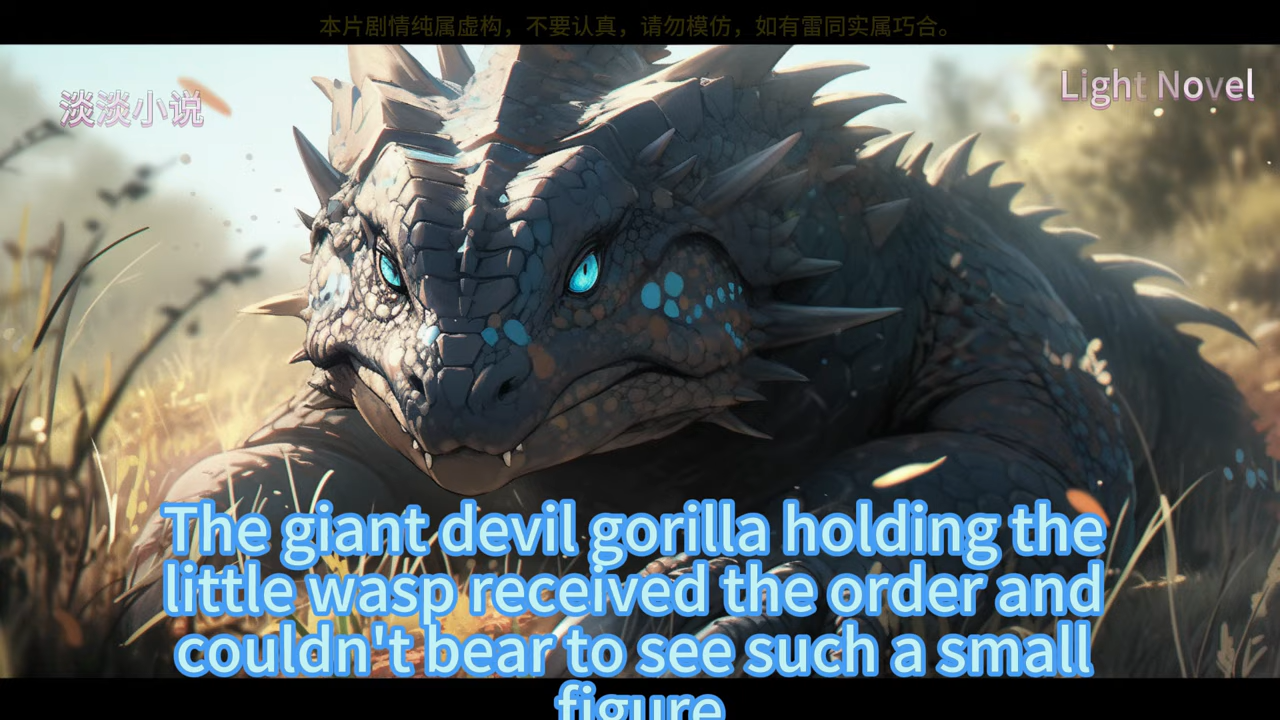 本片剧情纯属虚构，不要认真，请勿模仿，如有雷同实属巧合。
淡淡小说
Light Novel
The giant devil gorilla holding the
little wasp received the order and
couldn't bear to see such a small
figure